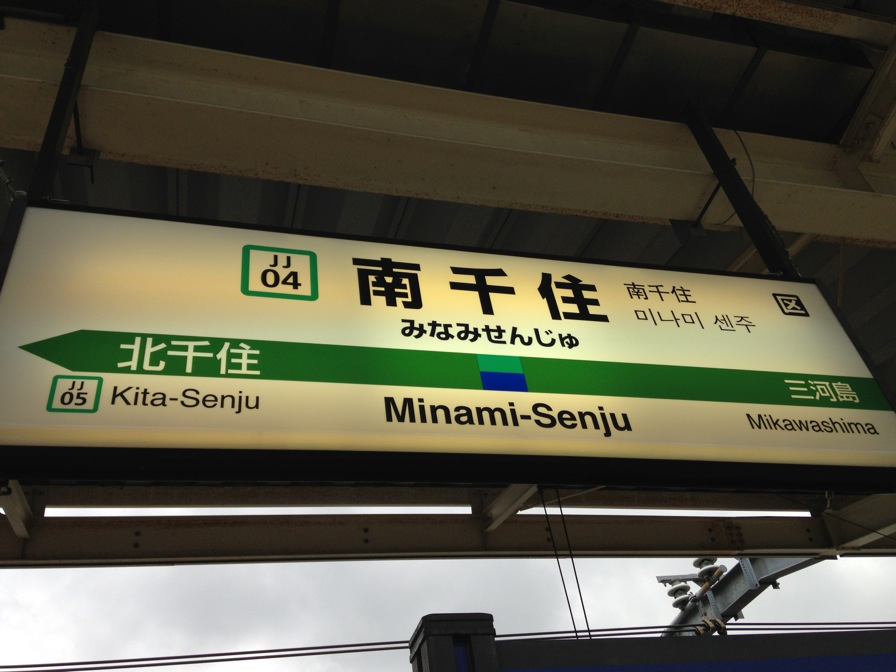 JJ
04
南千住
みなみせんじゅ
南千住
미나미 센주
区
北千住
三河島
JJ
05
Kita-Senju
Minami-Senju
Mikawashima